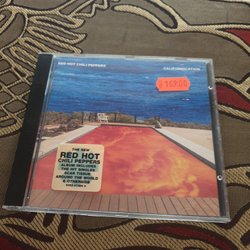 RED HOT CHILI PEPPERS
CALIFORNICATION
THE NEW
RED HOT
CHILI PEPPERS
ALBUM INCLUDES
THE HIT SINGLES
SCAR TISSUE
AROUND THE WORLD
& OTHERSIDE